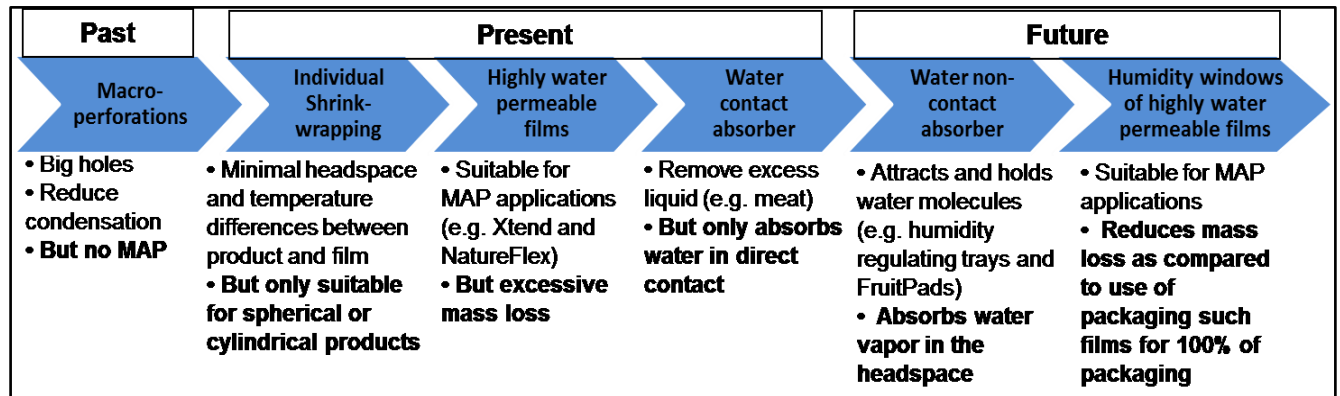 Past
Present
Future
Macro-
perforations
Individual
Shrink-
wrapping
Highly water
permeable
films
Water
contact
absorber
Water non-
contact
absorber
Humidity windows
of highly water
permeable films
• Big holes
• Reduce
condensation
• But no MAP
• Minimal headspace
and temperature
differences between
product and film
• But only suitable
for spherical or
cylindrical products
• Suitable for
MAP applications
(e.g. Xtend and
NatureFlex)
• But excessive
mass loss
• Remove excess
liquid (e.g. meat)
• But only absorbs
water in direct
contact
• Attracts and holds
water molecules
(e.g. humidity
regulating trays and
FruitPads)
• Absorbs water
vapor in the
headspace
• Suitable for MAP
applications
• Reduces mass
loss as compared
to use of
packaging such
films for 100% of
packaging